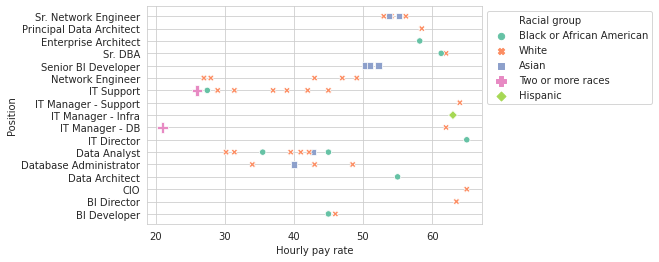 Sr. Network Engineer
Principal Data Architect
Enterprise Architect
Sr. DBA
Senior BI Developer
Network Engineer
IT Support
IT Manager - Support
IT Manager - Infra
IT Manager - DB
IT Director
Data Analyst
Database Administrator
Data Architect
CIO
BI Director
BI Developer
Position
20 30 40 50 60
Hourly pay rate
Racial group
Black or African American
White
Asian
Two or more races
Hispanic